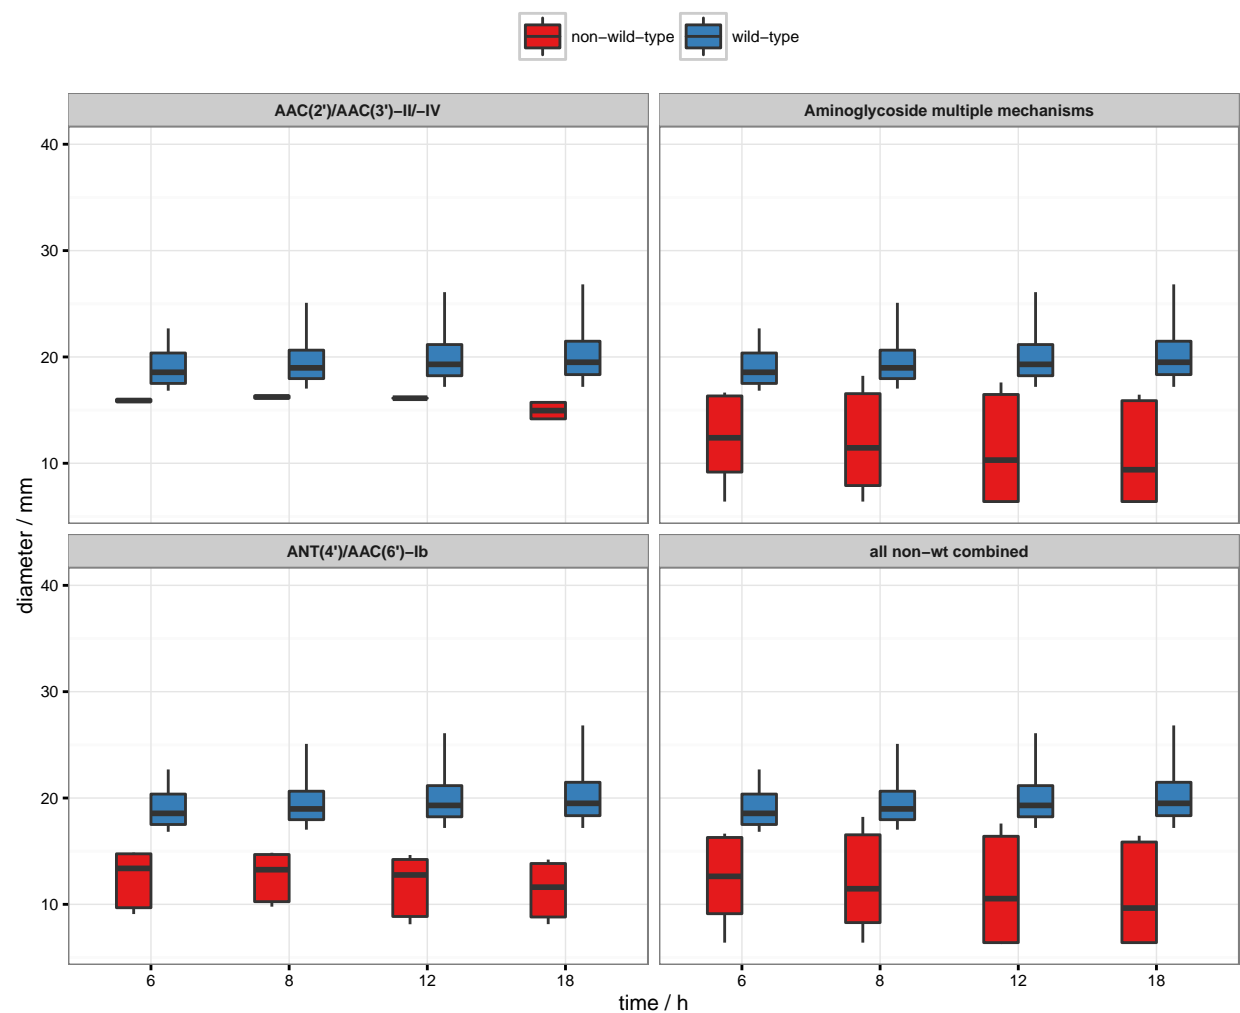 non−wild−type wild−type
AAC(2')/AAC(3')−II/−IV Aminoglycoside multiple mechanisms
40
30
20
10
diameter / mm
ANT(4')/AAC(6')−Ib all non−wt combined
40
30
20
10
6 8 12 18 6 8 12 18
time / h